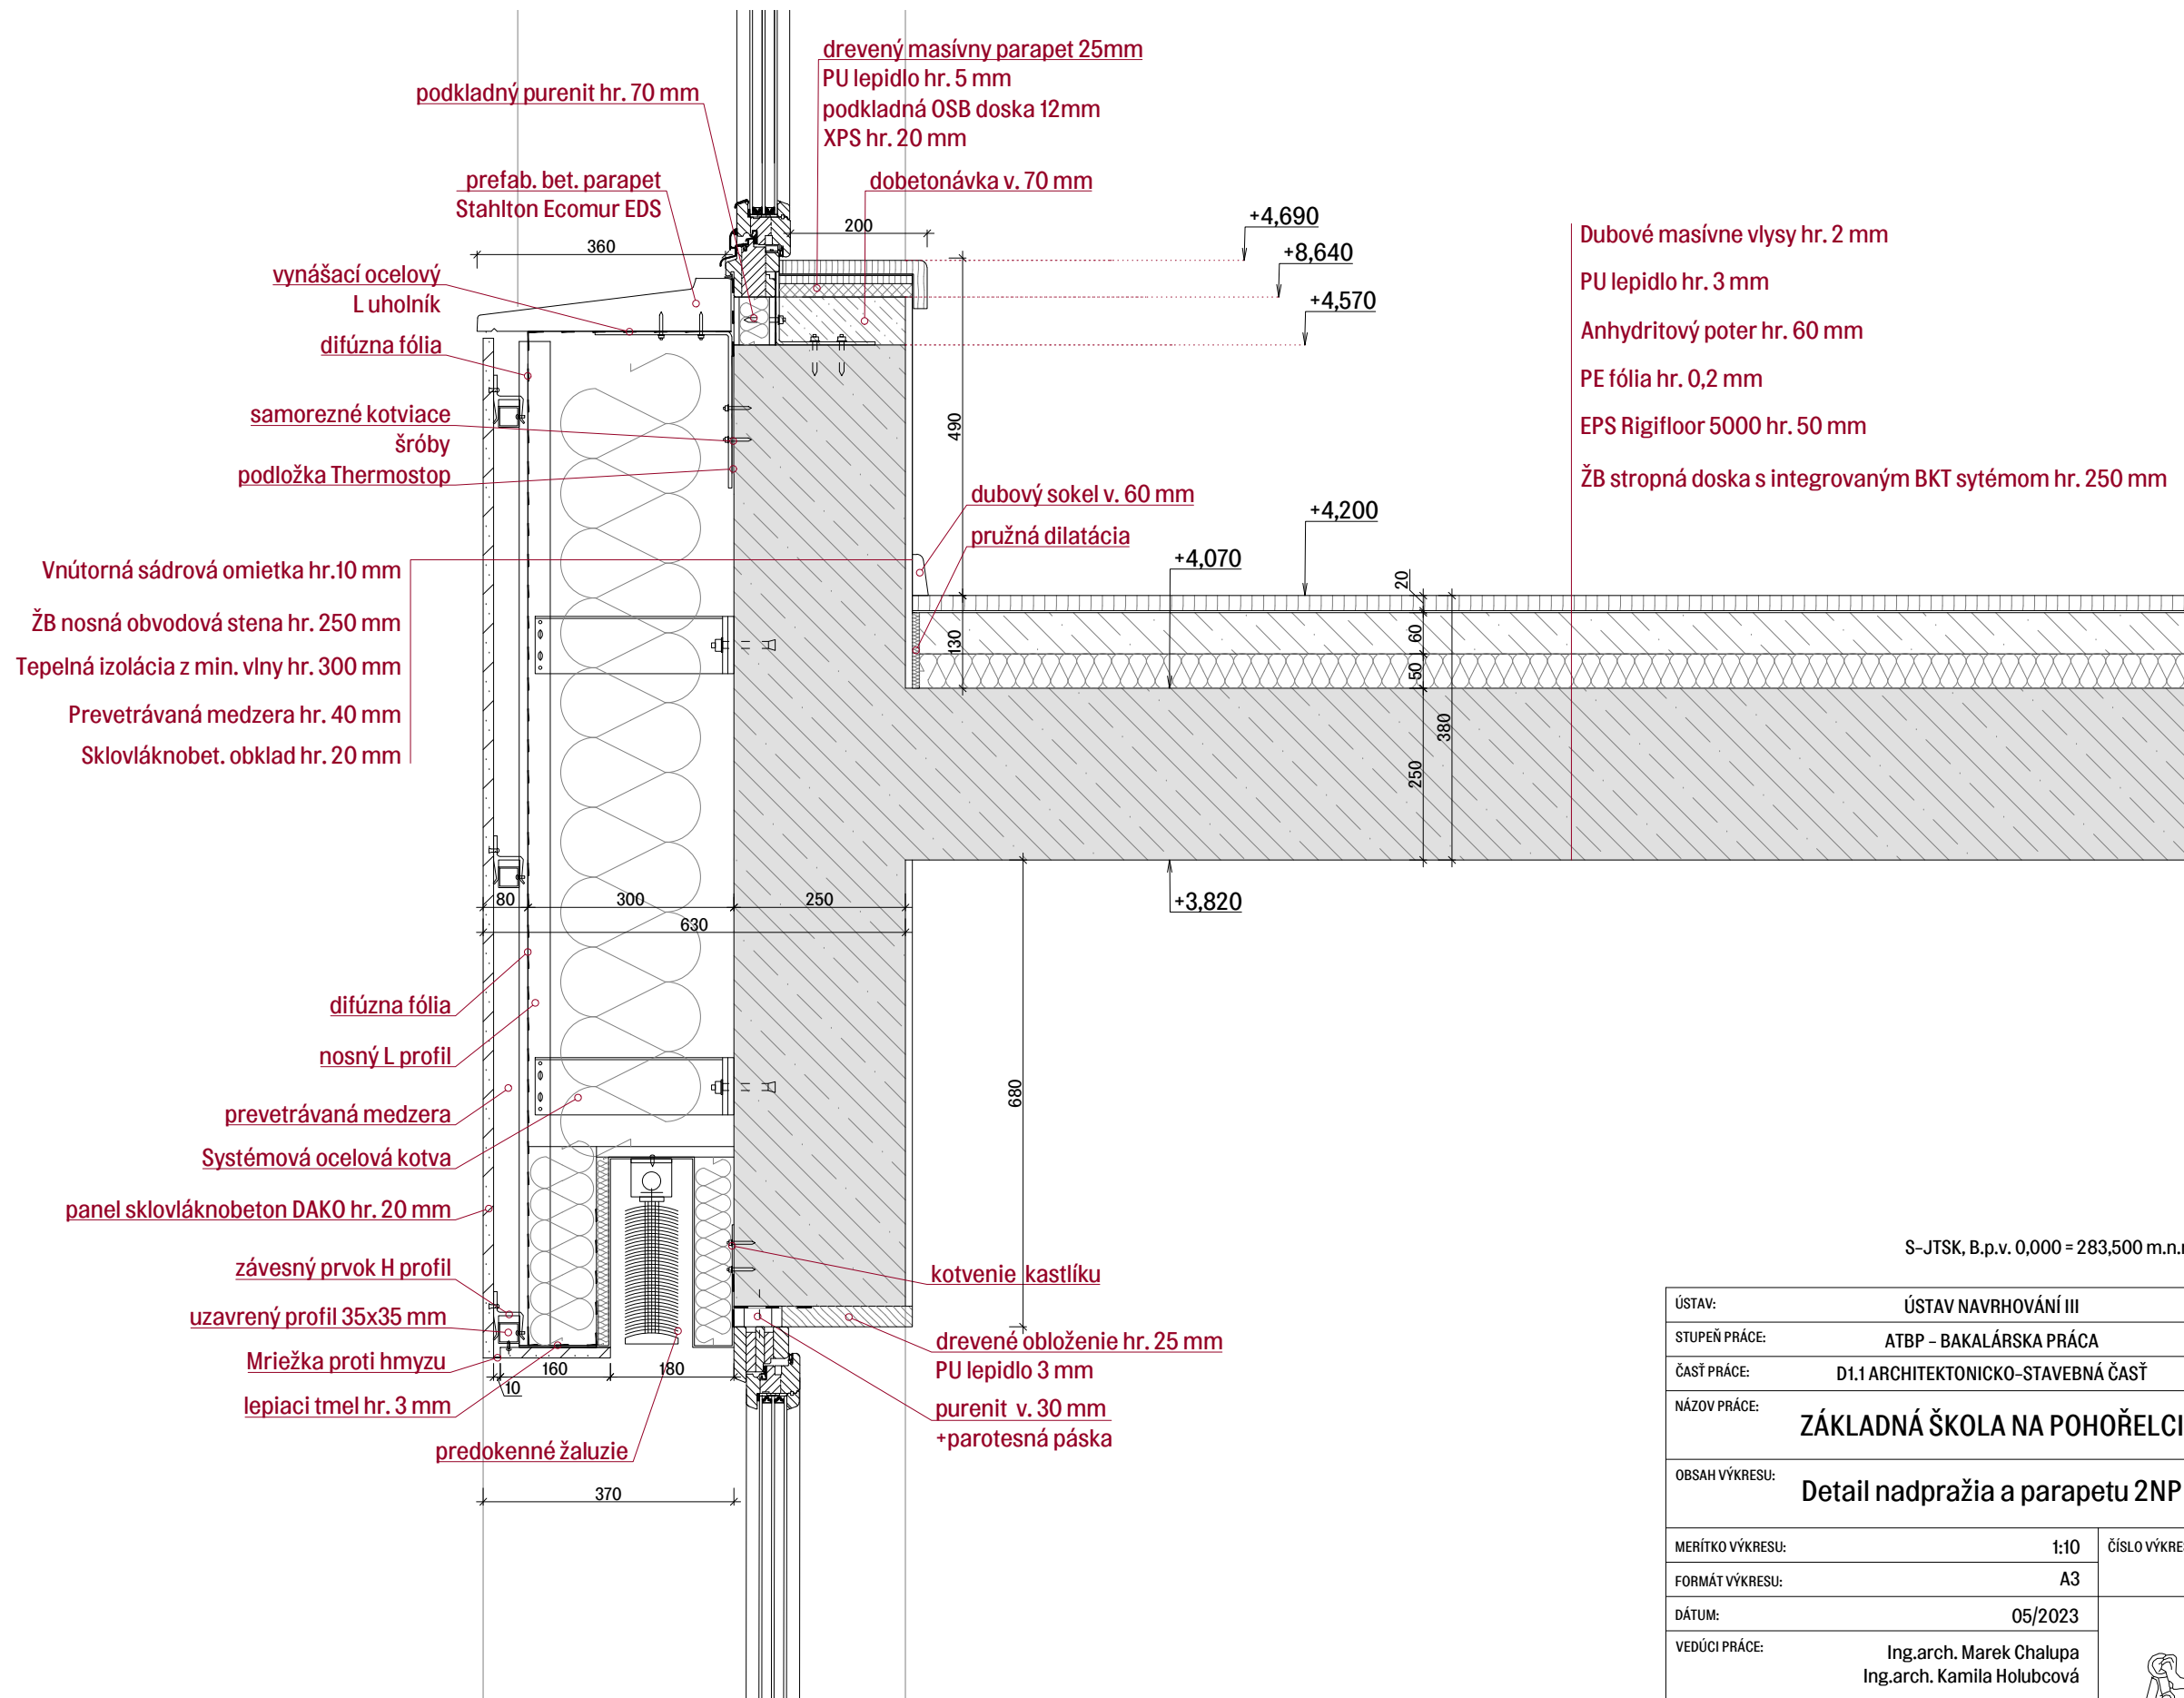 drevený masívny parapet 25mm
PU lepidlo hr. 5 mm
podkladná OSB doska 12mm
XPS hr. 20 mm
podkladný purenit hr. 70 mm
prefab. bet. parapet
Stahlton Ecomur EDS
dobetonávka v. 70 mm
360
200
+4,690
+8,640
+4,570
vynášací ocelový
L uholník
difúzna fólia
samorezné kotviace
šróby
podložka Thermostop
490
Dubové masívne vlysy hr. 2 mm
PU lepidlo hr. 3 mm
Anhydritový poter hr. 60 mm
PE fólia hr. 0,2 mm
EPS Rigifloor 5000 hr. 50 mm
ŽB stropná doska s integrovaným BKT sytémom hr. 250 mm
dubový sokel v. 60 mm
pružná dilatácia
+4,200
+4,070
Vnútorná sádrová omietka hr.10 mm
ŽB nosná obvodová stena hr. 250 mm
Tepelná izolácia z min. vlny hr. 300 mm
Prevetrávaná medzera hr. 40 mm
Sklovláknobet. obklad hr. 20 mm
20
60
130
50
380
250
+3,820
80
300
250
630
difúzna fólia
nosný L profil
prevetrávaná medzera
Systémová ocelová kotva
panel sklovláknobeton DAKO hr. 20 mm
závesný prvok H profil
uzavrený profil 35x35 mm
Mriežka proti hmyzu
lepiaci tmel hr. 3 mm
predokenné žaluzie
680
kotvenie kastlíku
drevené obloženie hr. 25 mm
PU lepidlo 3 mm
purenit v. 30 mm
+parotesná páska
160
180
10
370
S-JTSK, B.p.v. 0,000 = 283,500 m.n.
ÚSTAV: ÚSTAV NAVRHOVÁNÍ III
STUPEŇ PRÁCE: ATBP - BAKALÁRSKA PRÁCA
ČASŤ PRÁCE: D1.1 ARCHITEKTONICKO-STAVEBNÁ ČASŤ
NÁZOV PRÁCE: ZÁKLADNÁ ŠKOLA NA POHOŘELCI
OBSAH VÝKRESU: Detail nadpražia a parapetu 2NP
MERÍTKO VÝKRESU: 1:10
ČÍSLO VÝKRE
FORMÁT VÝKRESU: A3
DÁTUM: 05/2023
VEDÚCI PRÁCE: Ing.arch. Marek Chalupa
Ing.arch. Kamila Holubcová